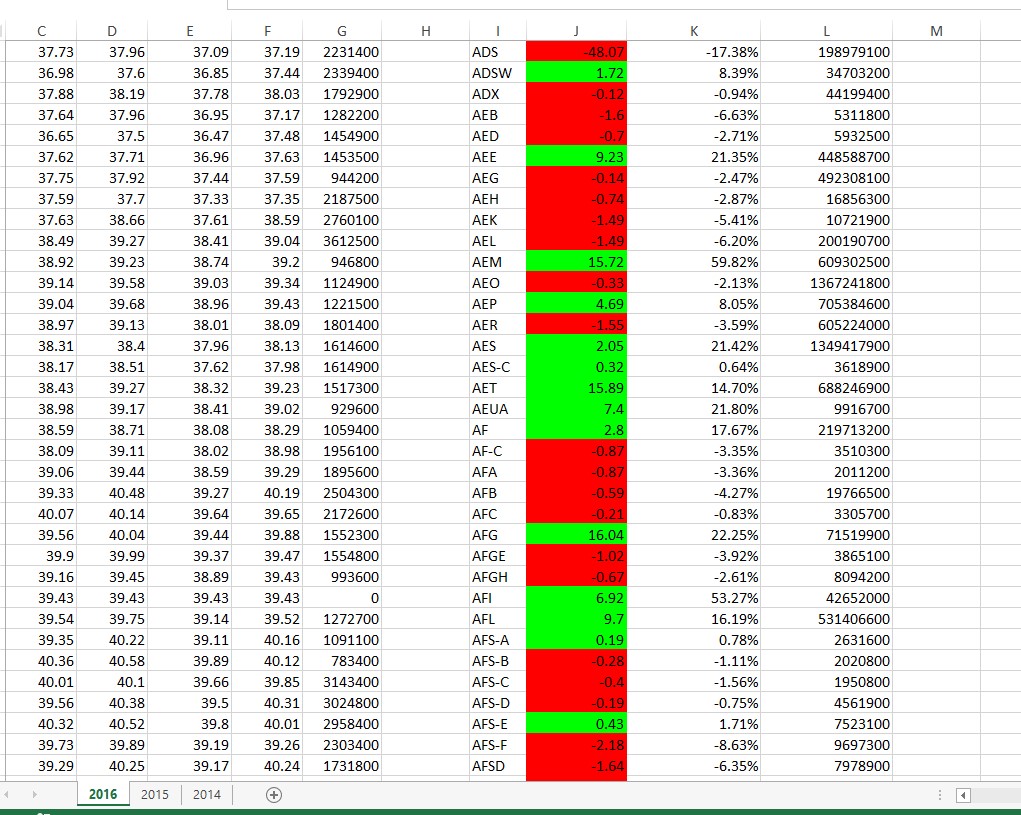 C D E F G H I J K L M
37.73 37.96 37.09 37.19 2231400 ADS -48.07 -17.38% 198979100
36.98 37.6 36.85 37.44 2339400 ADSW 1.72 8.39% 34703200
37.88 38.19 37.78 38.03 1792900 ADX -0.12 -0.94% 44199400
37.64 37.96 36.95 37.17 1282200 AEB -1.6 -6.63% 5311800
36.65 37.5 36.47 37.48 1454900 AED -0.7 -2.71% 5932500
37.62 37.71 36.96 37.63 1453500 AEE 9.23 21.35% 448588700
37.75 37.92 37.44 37.59 944200 AEG -0.14 -2.47% 492308100
37.59 37.7 37.33 37.35 2187500 AEH -0.74 -2.87% 16856300
37.63 38.66 37.61 38.59 2760100 AEK -1.49 -5.41% 10721900
38.49 39.27 38.41 39.04 3612500 AEL -1.49 -6.20% 200190700
38.92 39.23 38.74 39.2 946800 AEM 15.72 59.82% 609302500
39.14 39.58 39.03 39.34 1124900 AEO -0.33 -2.13% 1367241800
39.04 39.68 38.96 39.43 1221500 AEP 4.69 8.05% 705384600
38.97 39.13 38.01 38.09 1801400 AER -1.55 -3.59% 605224000
38.31 38.4 37.96 38.13 1614600 AES 2.05 21.42% 1349417900
38.17 38.51 37.62 37.98 1614900 AES-C 0.32 0.64% 3618900
38.43 39.27 38.32 39.23 1517300 AET 15.89 14.70% 688246900
38.98 39.17 38.41 39.02 929600 AEUA 7.4 21.80% 9916700
38.59 38.71 38.08 38.29 1059400 AF 2.8 17.67% 219713200
38.09 39.11 38.02 38.98 1956100 AF-C -0.87 -3.35% 3510300
39.06 39.44 38.59 39.29 1895600 AFA -0.87 -3.36% 2011200
39.33 40.48 39.27 40.19 2504300 AFB -0.59 -4.27% 19766500
40.07 40.14 39.64 39.65 2172600 AFC -0.21 -0.83% 3305700
39.56 40.04 39.44 39.88 1552300 AFG 16.04 22.25% 71519900
39.9 39.99 39.37 39.47 1554800 AFGE -1.02 -3.92% 3865100
39.16 39.45 38.89 39.43 993600 AFGH -0.67 -2.61% 8094200
39.43 39.43 39.43 39.43 0 AFI 6.92 53.27% 42652000
39.54 39.75 39.14 39.52 1272700 AFL 9.7 16.19% 531406600
39.35 40.22 39.11 40.16 1091100 AFS-A 0.19 0.78% 2631600
40.36 40.58 39.89 40.12 783400 AFS-B -0.28 -1.11% 2020800
40.01 40.1 39.66 39.85 3143400 AFS-C -0.4 -1.56% 1950800
39.56 40.38 39.5 40.31 3024800 AFS-D -0.19 -0.75% 4561900
40.32 40.52 39.8 40.01 2958400 AFS-E 0.43 1.71% 7523100
39.73 39.89 39.19 39.26 2303400 AFS-F -2.18 -8.63% 9697300
39.29 40.25 39.17 40.24 1731800 AFSD -1.64 -6.35% 7978900
2016 2015 2014